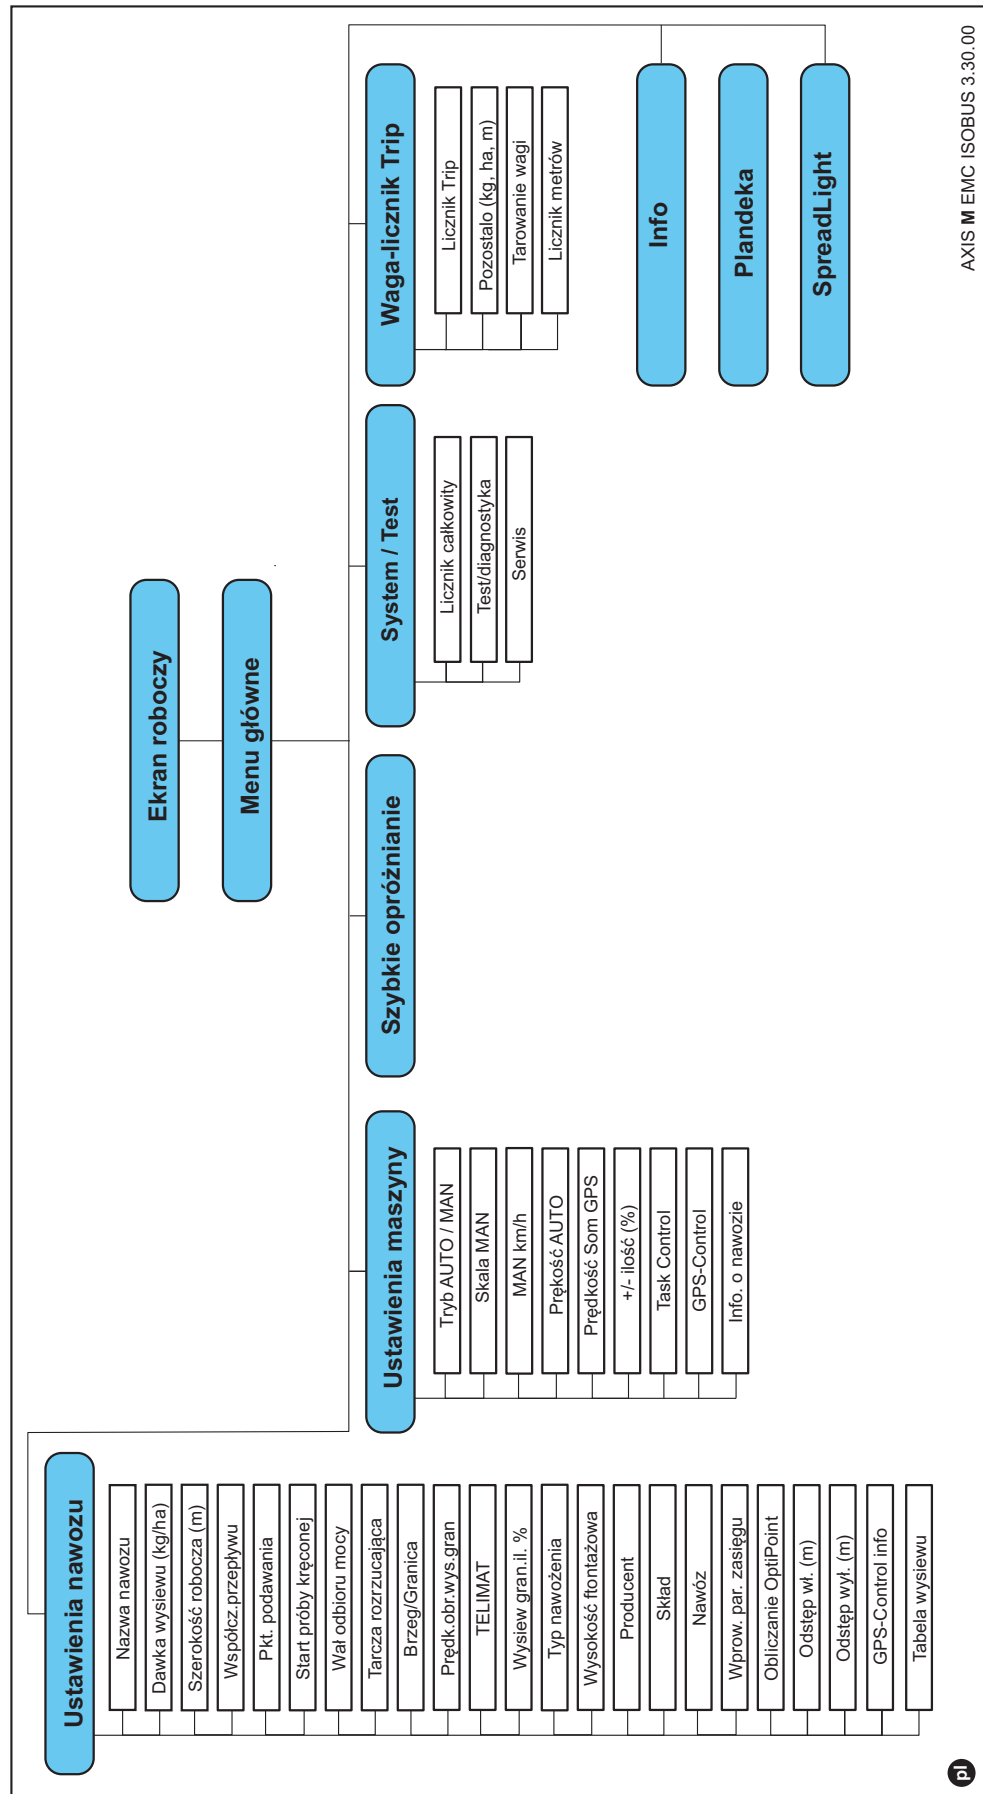 Ekran roboczy
Menu główne
Ustawienia nawozu
Nazwa nawozu
Dawka wysiewu (kg/ha)
Szerokość robocza (m)
Współcz.przepływu
Pkt. podawania
Start próby kręconej
Wał odbioru mocy
Tarcza rozrzucająca
Brzeg/Granica
Prędk.obr.wys.gran
TELIMAT
Wysiew gran.il. %
Typ nawożenia
Wysokość ftontażowa
Producent
Skład
Nawóz
Wprow. par. zasięgu
Obliczanie OptiPoint
Odstęp wł. (m)
Odstęp wył. (m)
GPS-Control info
Tabela wysiewu
Ustawienia maszyny
Tryb AUTO / MAN
Skala MAN
MAN km/h
Prękość AUTO
Prędkość Som GPS
+/- ilość (%)
Task Control
GPS-Control
Info. o nawozie
Szybkie opróżnianie
System / Test
Licznik całkowity
Test/diagnostyka
Serwis
Waga-licznik Trip
Licznik Trip
Pozostalo (kg, ha, m)
Tarowanie wagi
Licznik metrów
Info
Plandeka
SpreadLight
pl
AXIS M EMC ISOBUS 3.30.00